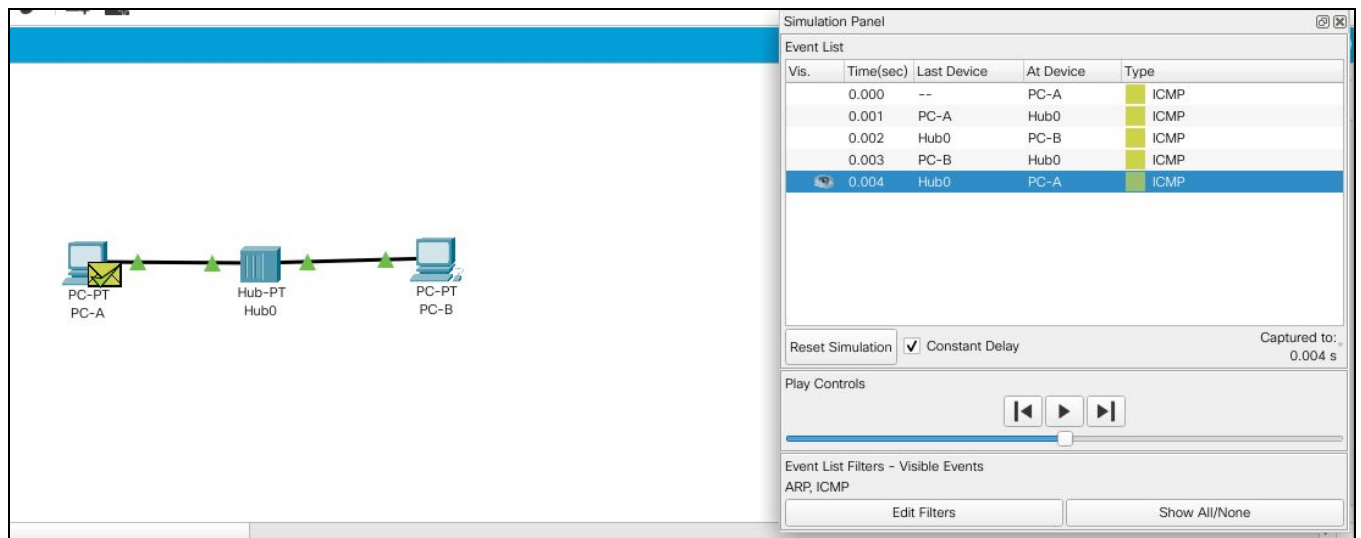 Simulation Panel
Event List
Vis. Time(sec) Last Device At Device Type
0.000 -- PC-A ICMP
0.001 PC-A Hub0 ICMP
0.002 Hub0 PC-B ICMP
0.003 PC-B Hub0 ICMP
0.004 Hub0 PC-A ICMP
PC-PT Hub-PT PC-PT
PC-A Hub0 PC-B
Reset Simulation Constant Delay Captured to:
0.004 s
Play Controls
Event List Filters - Visible Events
ARP, ICMP
Edit Filters Show All/None